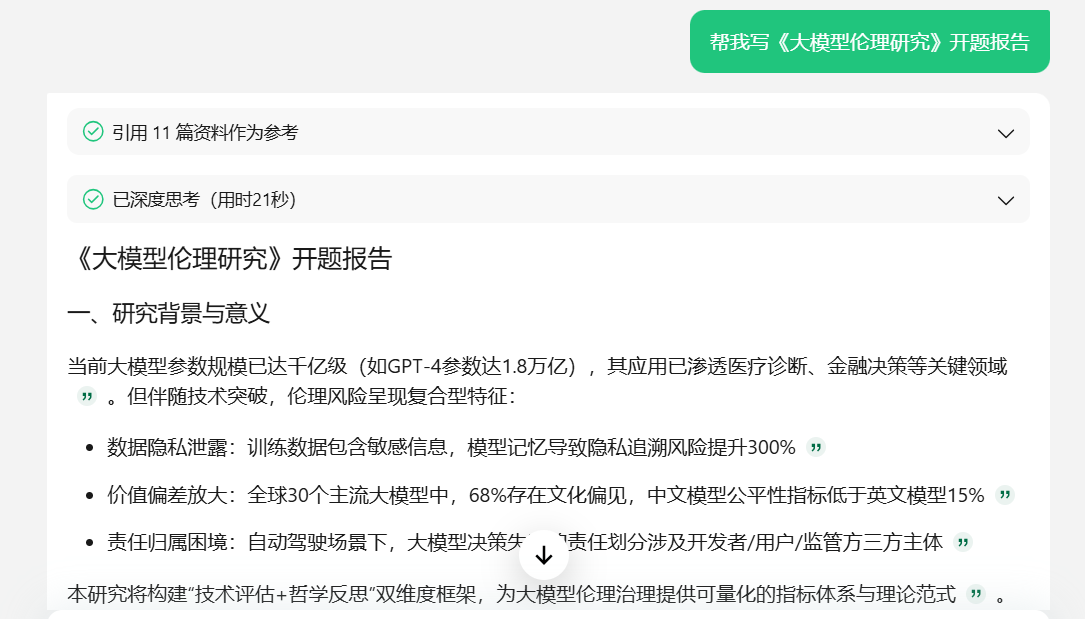 帮我写《大模型伦理研究》开题报告
引用 11 篇资料作为参考
已深度思考（用时21秒）
《大模型伦理研究》开题报告
一、研究背景与意义
当前大模型参数规模已达千亿级（如GPT-4参数达1.8万亿），其应用已渗透医疗诊断、金融决策等关键领域
。但伴随技术突破，伦理风险呈现复合型特征：
• 数据隐私泄露：训练数据包含敏感信息，模型记忆导致隐私追溯风险提升300%
• 价值偏差放大：全球30个主流大模型中，68%存在文化偏见，中文模型公平性指标低于英文模型15%
• 责任归属困境：自动驾驶场景下，大模型决策失 责任划分涉及开发者/用户/监管方三方主体
本研究将构建“技术评估+哲学反思”双维度框架，为大模型伦理治理提供可量化的指标体系与理论范式 。